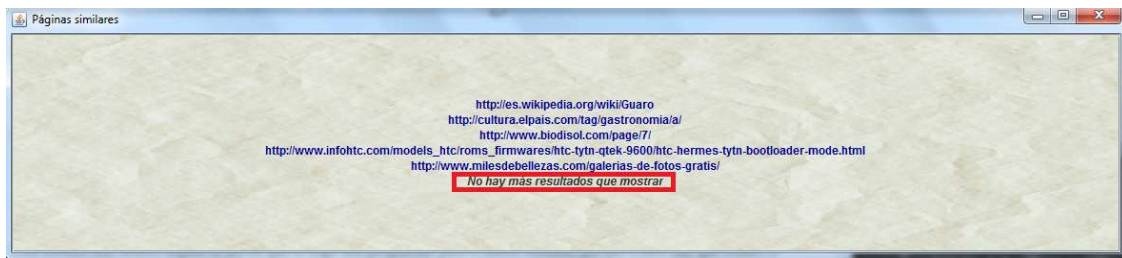 Páginas similares
http://es.wikipedia.org/wiki/Guaro
http://cultura.elpais.com/tag/gastronomia/a/
http://www.biodisol.com/page/7/
http://www.infohtc.com/models_htc/roms_firmwares/htc-tytn-qtek-9600/htc-hermes-tytn-bootloader-mode.html
http://www.milesdebellezas.com/galerias-de-fotos-gratis/
No hay más resultados que mostrar